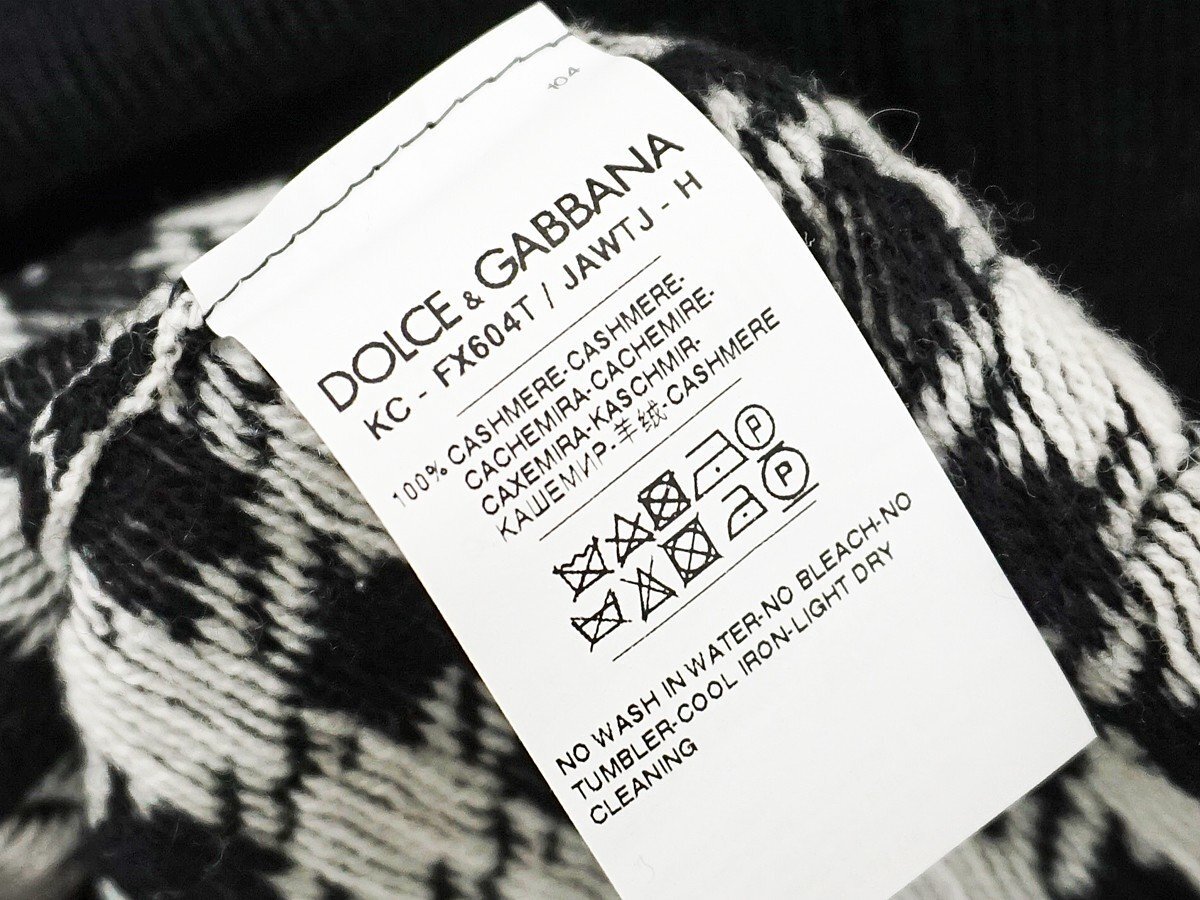 104
DOLCE & GABBANA
KC - FX604T / JAWTJ - H
100% CASHMERE-CASHMERE-
CACHEMIRA-CACHEMIRE-
CAXEMIRA-KASCHMIR-
КАШЕМИР-羊绒-CASHMERE
P
P
NO WASH IN WATER-NO BLEACH-NO
TUMBLER-COOL IRON-LIGHT DRY
CLEANING